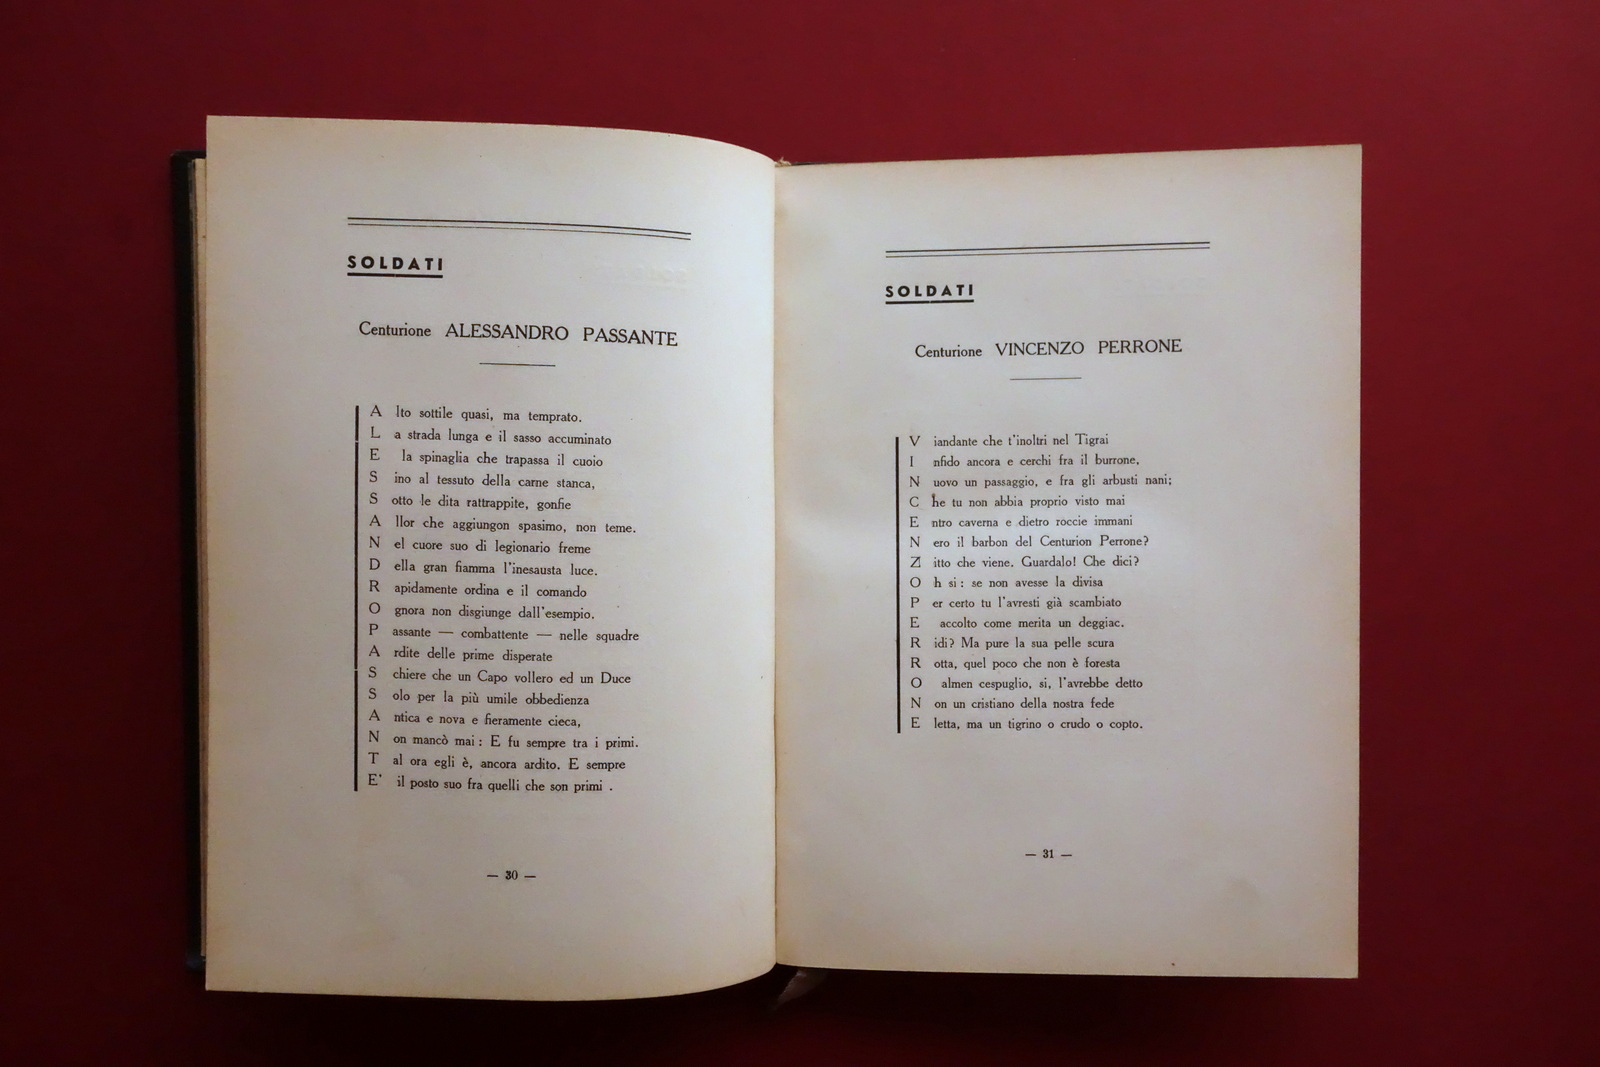 SOLDATI
Centurione ALESSANDRO PASSANTE
A lto sottile quasi, ma temprato.
L a strada lunga e il sasso accuminato
E la spinaglia che trapassa il cuoio
S ino al tessuto della carne stanca,
S otto le dita rattrappite, gonfie
A llor che aggiungon spasimo, non teme.
N el cuore suo di legionario freme
D ella gran fiamma l'inesausta luce.
R apidamente ordina e il comando
O gnora non disgiunge dall'esempio.
P assante — combattente — nelle squadre
A rdite delle prime disperate
S chiere che un Capo vollero ed un Duce
S olo per la più umile obbedienza
A ntica e nova e fieramente cieca,
N on mancò mai : E fu sempre tra i primi.
T al ora egli è, ancora ardito. E sempre
E' il posto suo fra quelli che son primi .
— 30 —
SOLDATI
Centurione VINCENZO PERRONE
V iandante che t'inoltri nel Tigrai
I nfido ancora e cerchi fra il burrone,
N uovo un passaggio, e fra gli arbusti nani;
C he tu non abbia proprio visto mai
E ntro caverna e dietro roccie immani
N ero il barbon del Centurion Perrone?
Z itto che viene. Guardalo! Che dici?
O h si : se non avesse la divisa
P er certo tu l'avresti già scambiato
E accolto come merita un deggiac.
R idi? Ma pure la sua pelle scura
R otta, quel poco che non è foresta
O almen cespuglio, si, l'avrebbe detto
N on un cristiano della nostra fede
E letta, ma un tigrino o crudo o copto.
— 31 —